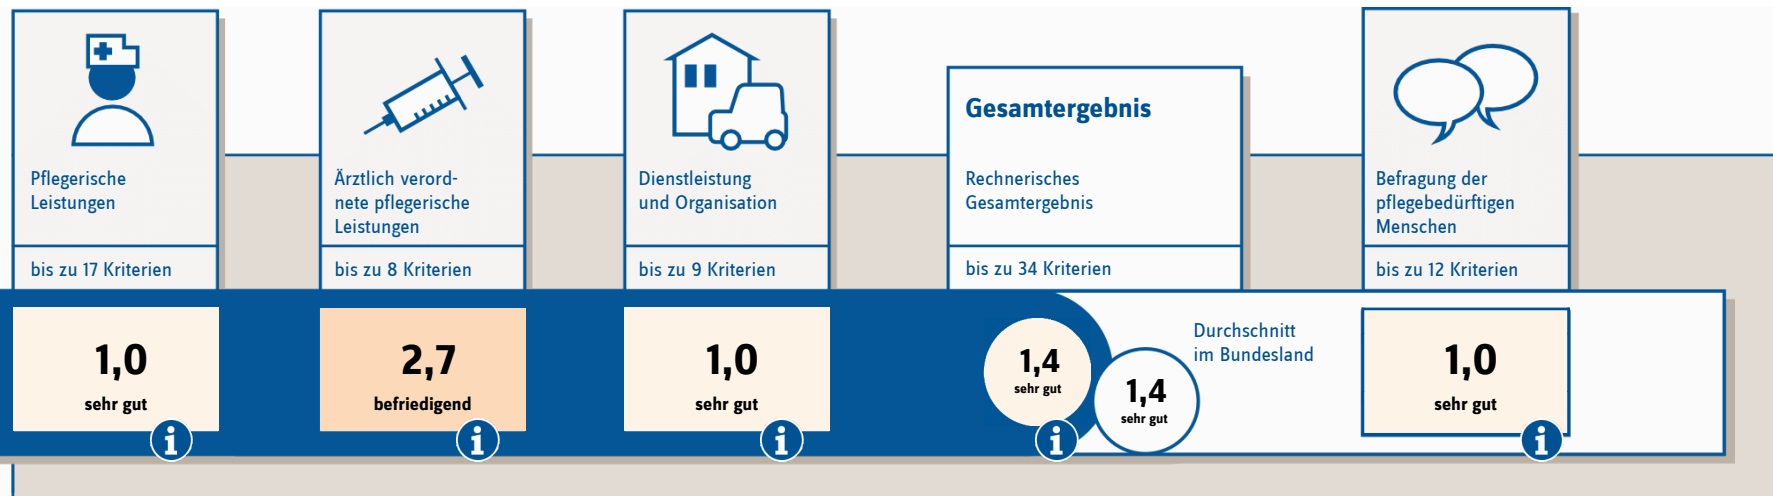 Pflegerische
Leistungen
bis zu 17 Kriterien
1,0
sehr gut
i
Ärztlich verord-
nete pflegerische
Leistungen
bis zu 8 Kriterien
2,7
befriedigend
i
Dienstleistung
und Organisation
bis zu 9 Kriterien
1,0
sehr gut
i
Gesamtergebnis
Rechnerisches
Gesamtergebnis
bis zu 34 Kriterien
1,4
sehr gut
i
Durchschnitt
im Bundesland
1,4
sehr gut
Befragung der
pflegebedürftigen
Menschen
bis zu 12 Kriterien
1,0
sehr gut
i